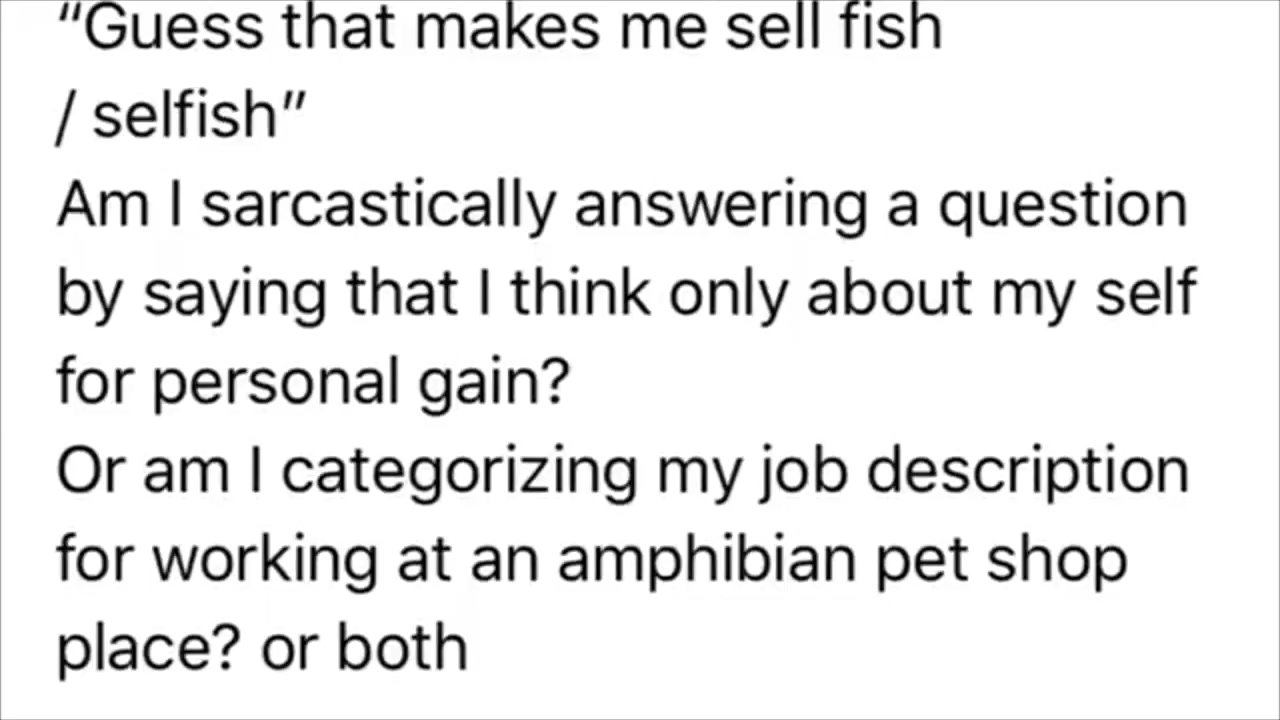 “Guess that makes me sell fish
/ selfish”
Am I sarcastically answering a question
by saying that I think only about my self
for personal gain?
Or am I categorizing my job description
for working at an amphibian pet shop
place? or both